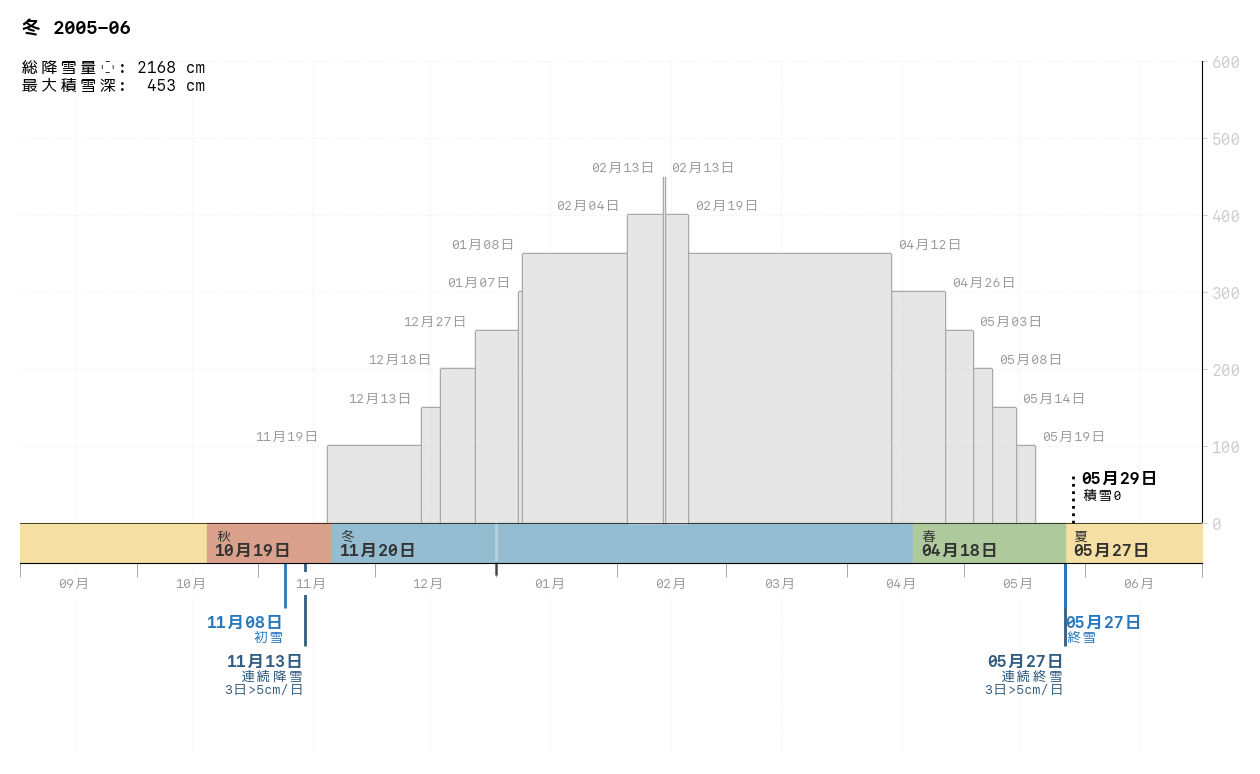 冬 2005-06
総降雪量: 2168 cm
最大積雪深: 453 cm
600
500
02月13日 02月13日
02月04日 02月19日
400
01月08日 04月12日
01月07日 04月26日
300
12月27日 05月03日
12月18日 05月08日
200
12月13日 05月14日
11月19日 05月19日
100
05月29日
積雪0
0
秋 冬 春 夏
10月19日 11月20日 04月18日 05月27日
09月 10月 11月 12月 01月 02月 03月 04月 05月 06月
11月08日
初雪
05月27日
終雪
11月13日
連続降雪
3日>5cm/日
05月27日
連続終雪
3日>5cm/日